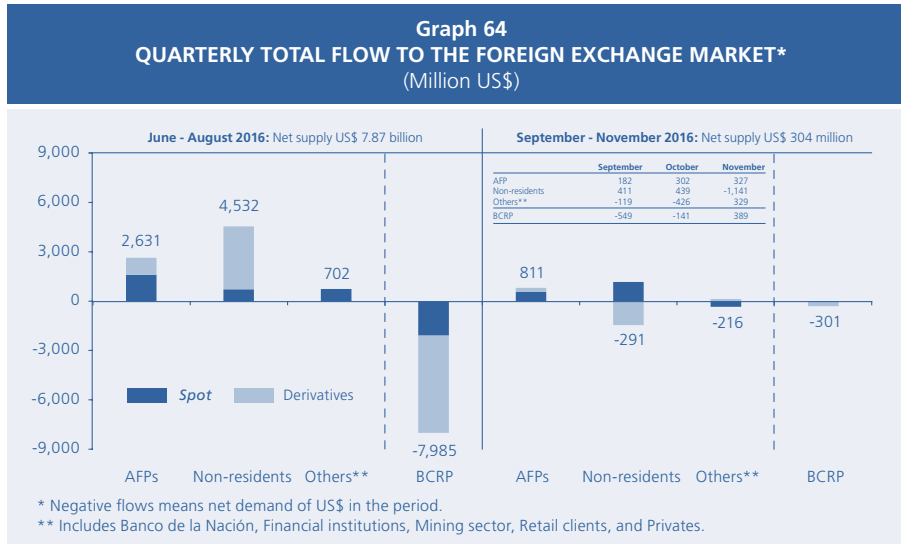 Graph 64
QUARTERLY TOTAL FLOW TO THE FOREIGN EXCHANGE MARKET*
(Million US$)
June - August 2016: Net supply US$ 7.87 billion
September - November 2016: Net supply US$ 304 million
9,000
6,000
3,000
0
-3,000
-6,000
-9,000
2,631
4,532
702
-7,985
September October November
AFP 182 302 327
Non-residents 411 439 -1,141
Others** -119 -426 329
BCRP -549 -141 389
811
-291
-216
-301
Spot
Derivatives
AFPs Non-residents Others** BCRP AFPs Non-residents Others** BCRP
* Negative flows means net demand of US$ in the period.
** Includes Banco de la Nación, Financial institutions, Mining sector, Retail clients, and Privates.